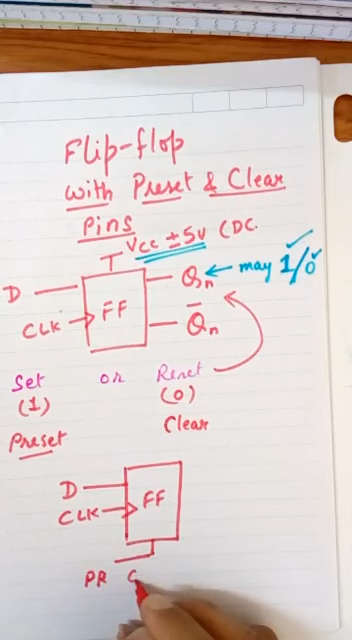 Flip-flop
with Preset & Clear
Pins
Vcc ± 5v (DC.
D FF Qn ← may 1/0
CLK Q̅n
Set or Reset
(1) (0)
Preset Clear
D FF
CLK
PR C